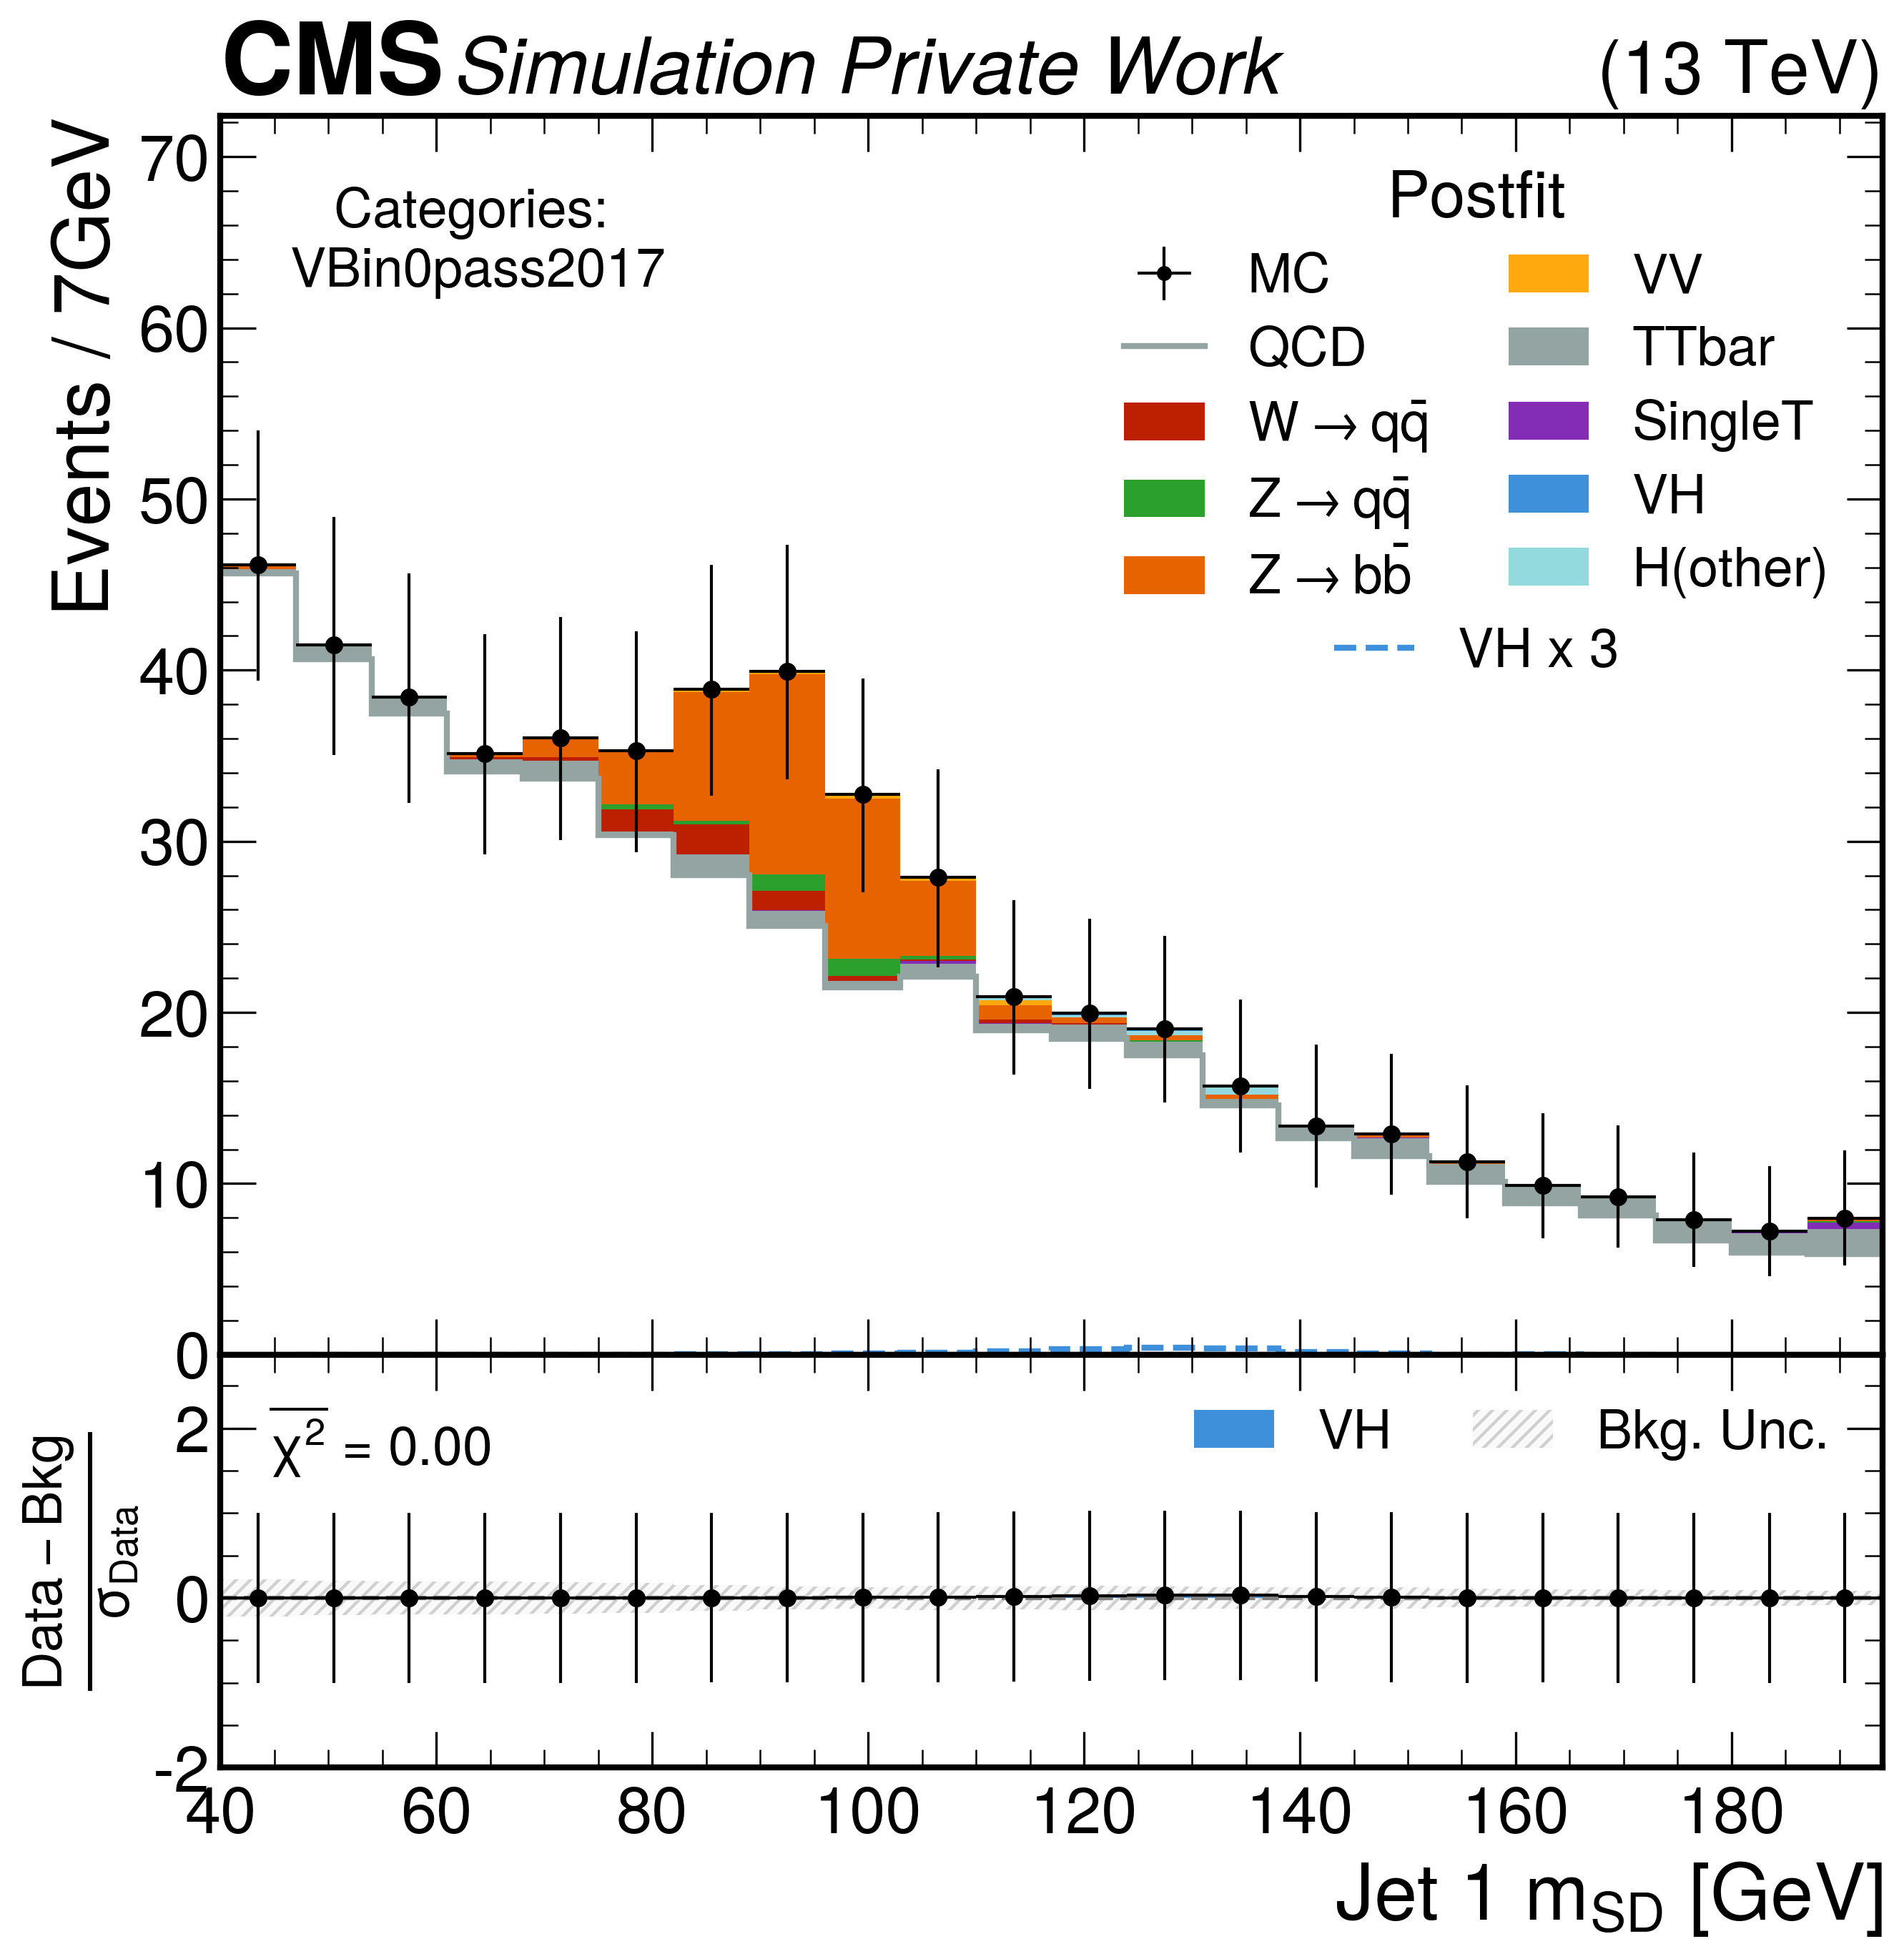 CMS Simulation Private Work (13 TeV)
Events / 7GeV
70
60
50
40
30
20
10
0
Categories:
VBin0pass2017
Postfit
MC
QCD
W → qq̄
Z → qq̄
Z → bb̄
VV
TTbar
SingleT
VH
H(other)
VH x 3
Data – Bkg
σ_Data
2
0
-2
χ² = 0.00
VH
Bkg. Unc.
40 60 80 100 120 140 160 180
Jet 1 m_SD [GeV]